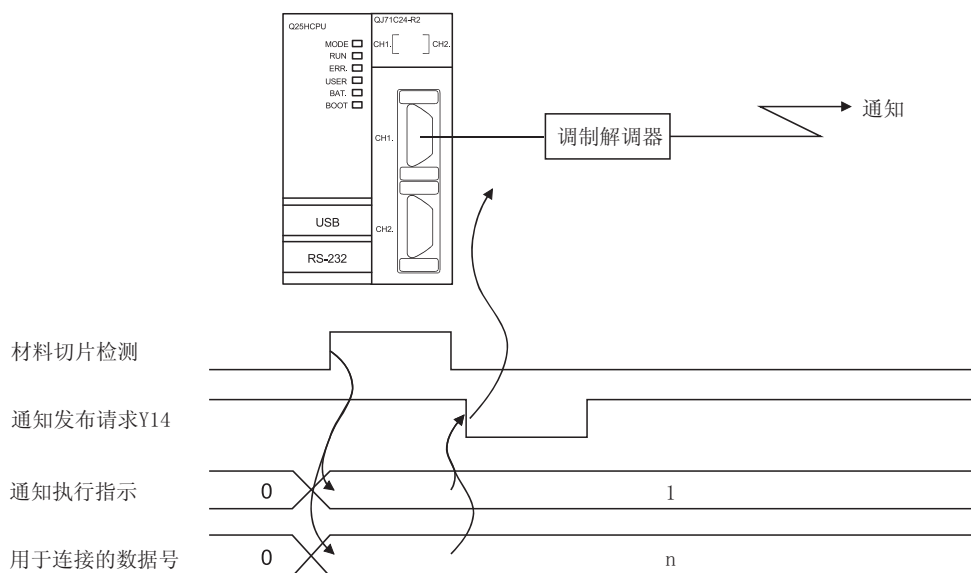 Q25HCPU
QJ71C24-R2
MODE
RUN
ERR.
USER
BAT.
BOOT
CH1.
CH2.
CH1.
CH2.
USB
RS-232
调制解调器
通知
材料切片检测
通知发布请求Y14
通知执行指示 0 1
用于连接的数据号 0 n